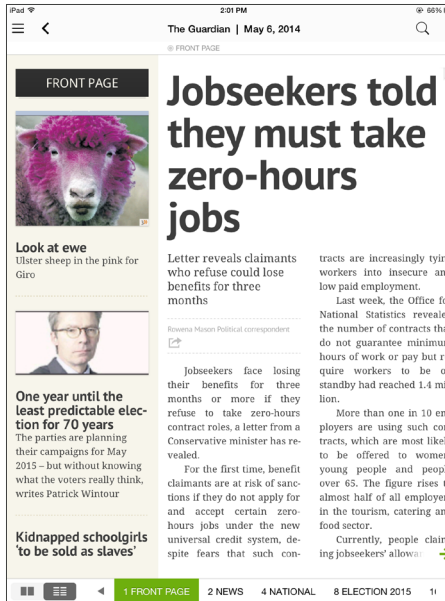 iPad 2:01 PM 66%
The Guardian | May 6, 2014
FRONT PAGE
FRONT PAGE
Look at ewe
Ulster sheep in the pink for
Giro
One year until the
least predictable elec-
tion for 70 years
The parties are planning
their campaigns for May
2015 – but without knowing
what the voters really think,
writes Patrick Wintour
Kidnapped schoolgirls
‘to be sold as slaves’
Jobseekers told
they must take
zero-hours
jobs
Letter reveals claimants
who refuse could lose
benefits for three
months
Rowena Mason Political correspondent
Jobseekers face losing
their benefits for three
months or more if they
refuse to take zero-hours
contract roles, a letter from a
Conservative minister has re-
vealed.
For the first time, benefit
claimants are at risk of sanc-
tions if they do not apply for
and accept certain zero-
hours jobs under the new
universal credit system, de-
spite fears that such con-
tracts are increasingly tyin
workers into insecure an
low paid employment.
Last week, the Office fo
National Statistics reveale
the number of contracts tha
do not guarantee minimu
hours of work or pay but r
quire workers to be o
standby had reached 1.4 mi
lion.
More than one in 10 em
ployers are using such con
tracts, which are most likel
to be offered to wome
young people and peopl
over 65. The figure rises t
almost half of all employe
in the tourism, catering an
food sector.
Currently, people claim
ing jobseekers’ allowa
1 FRONT PAGE 2 NEWS 4 NATIONAL 8 ELECTION 2015